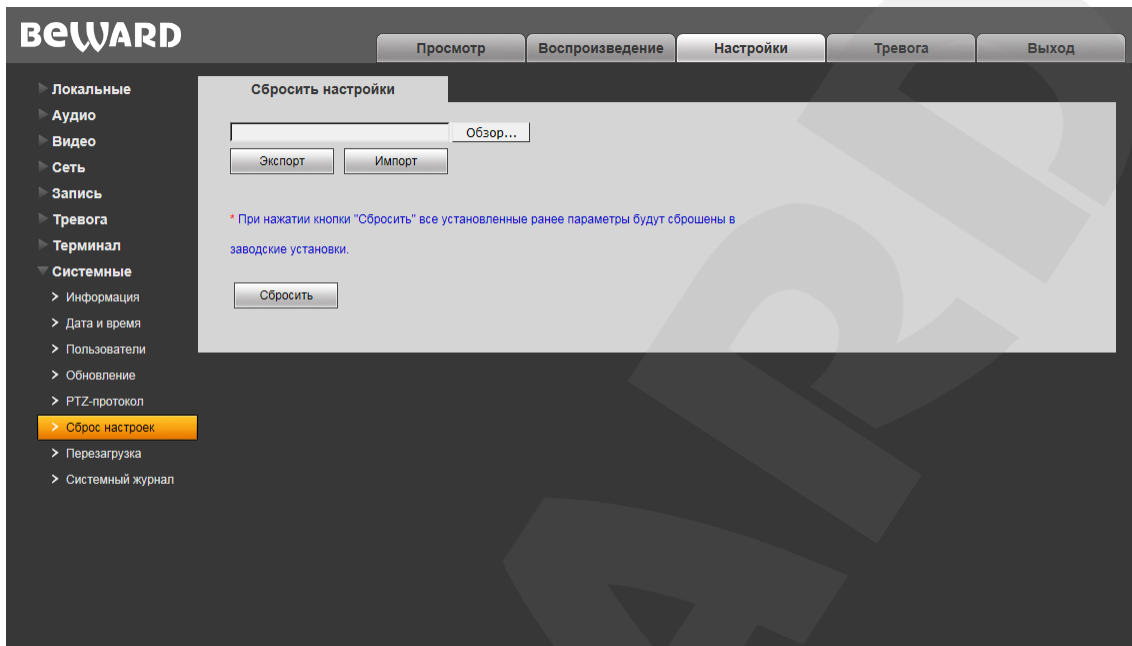 BEWARD
Просмотр
Воспроизведение
Настройки
Тревога
Выход
Локальные
Аудио
Видео
Сеть
Запись
Тревога
Терминал
Системные
> Информация
> Дата и время
> Пользователи
> Обновление
> PTZ-протокол
> Сброс настроек
> Перезагрузка
> Системный журнал
Сбросить настройки
Обзор...
Экспорт
Импорт
* При нажатии кнопки "Сбросить" все установленные ранее параметры будут сброшены в
заводские установки.
Сбросить